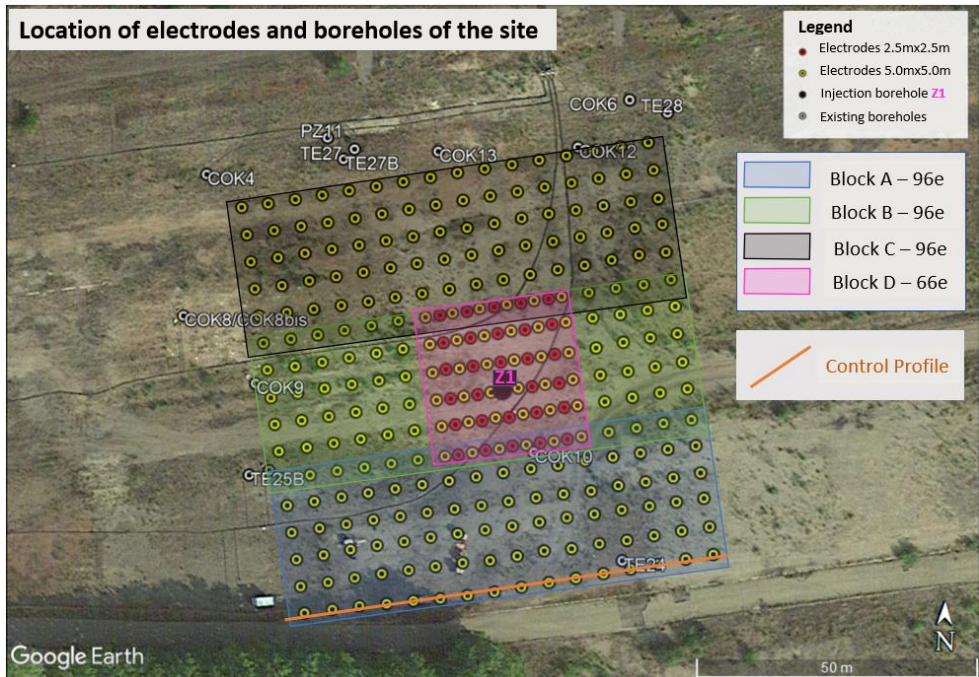 Location of electrodes and boreholes of the site
Legend
Electrodes 2.5mx2.5m
Electrodes 5.0mx5.0m
Injection borehole Z1
Existing boreholes
Block A – 96e
Block B – 96e
Block C – 96e
Block D – 66e
Control Profile
COK6
TE28
PZ11
TE27
TE27B
COK13
COK12
COK4
COK8/COK8bis
Z1
COK9
COK10
TE25B
TE24
Google Earth
N
50 m